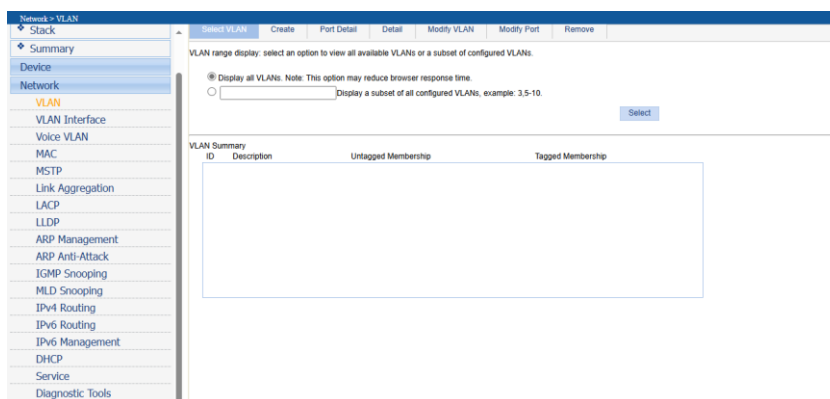 Network > VLAN
Stack
Summary
Device
Network
VLAN
VLAN Interface
Voice VLAN
MAC
MSTP
Link Aggregation
LACP
LLDP
ARP Management
ARP Anti-Attack
IGMP Snooping
MLD Snooping
IPv4 Routing
IPv6 Routing
IPv6 Management
DHCP
Service
Diagnostic Tools
Select VLAN Create Port Detail Detail Modify VLAN Modify Port Remove
VLAN range display: select an option to view all available VLANs or a subset of configured VLANs.
Display all VLANs. Note: This option may reduce browser response time.
Display a subset of all configured VLANs, example: 3,5-10.
Select
VLAN Summary
ID Description Untagged Membership Tagged Membership